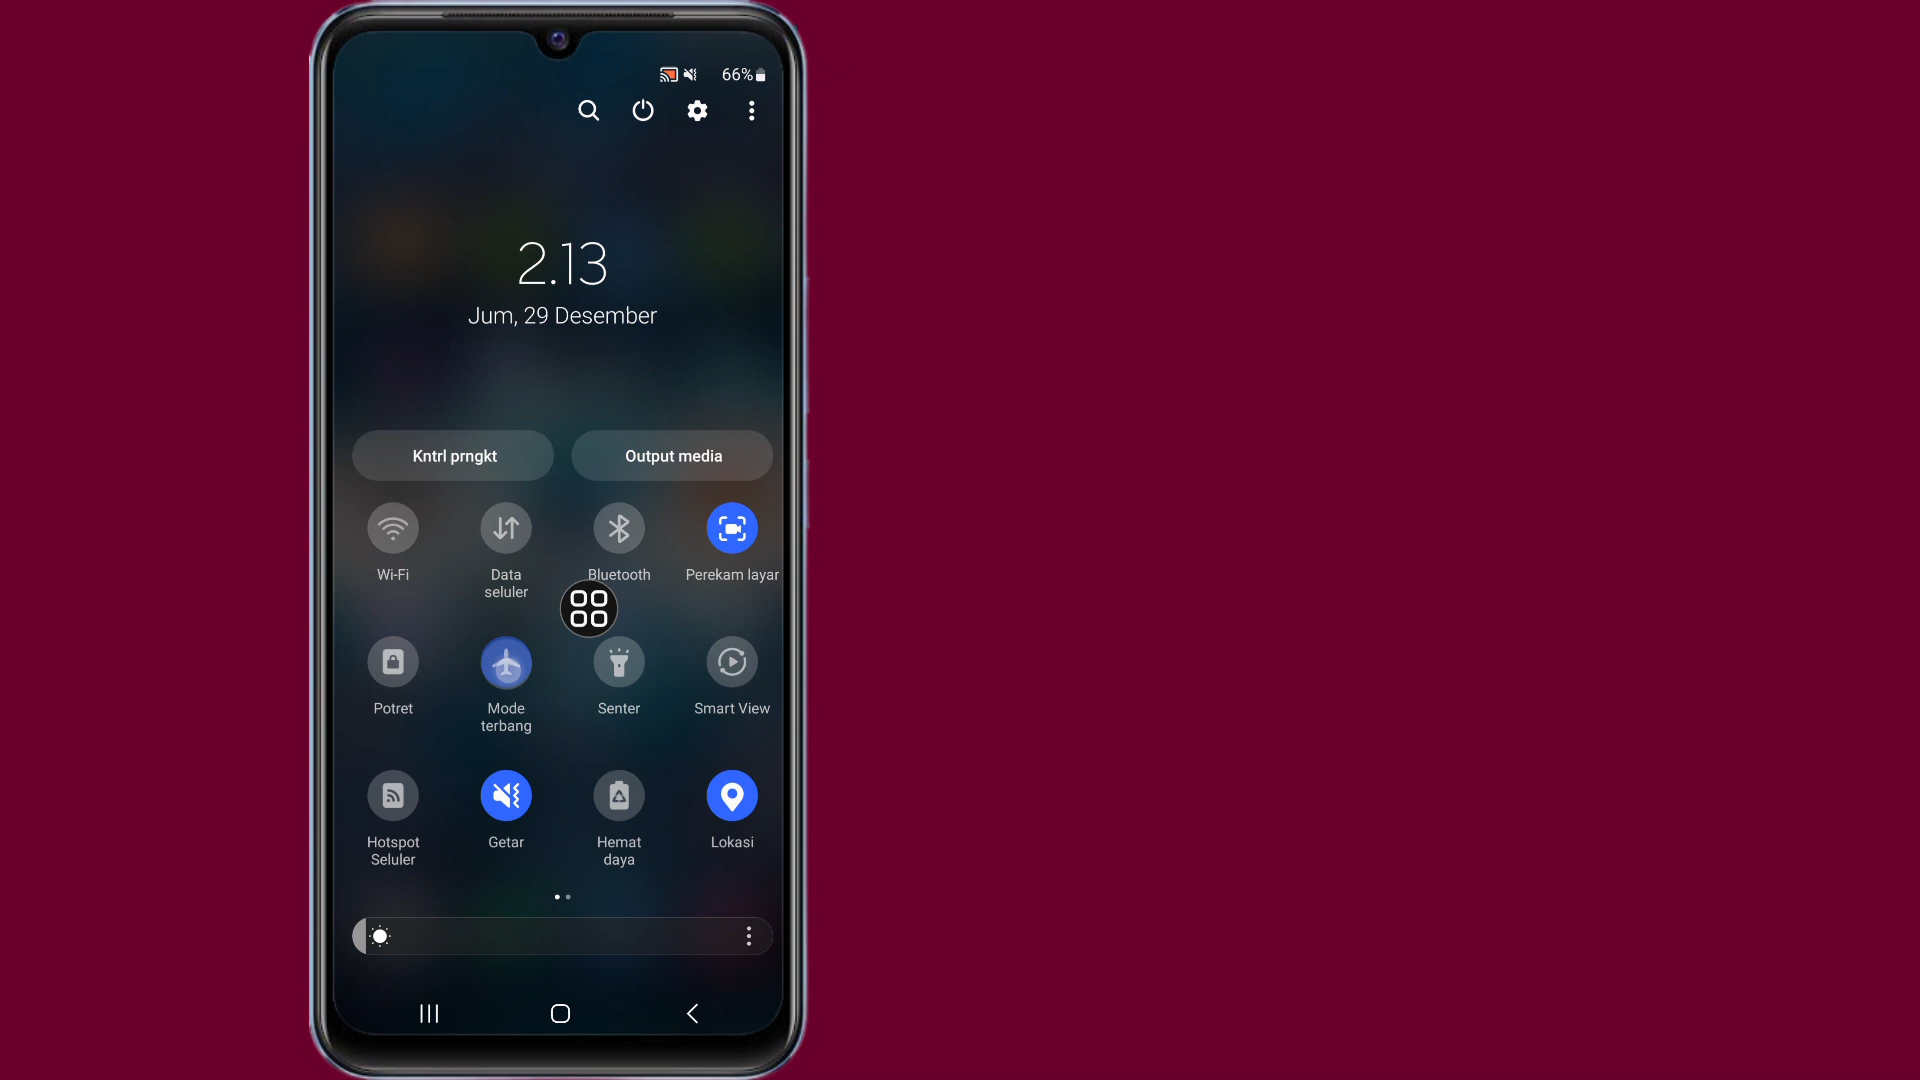 66%
2.13
Jum, 29 Desember
Kntrl prngkt
Output media
Wi-Fi
Data
seluler
Bluetooth
Perekam layar
Potret
Mode
terbang
Senter
Smart View
Hotspot
Seluler
Getar
Hemat
daya
Lokasi